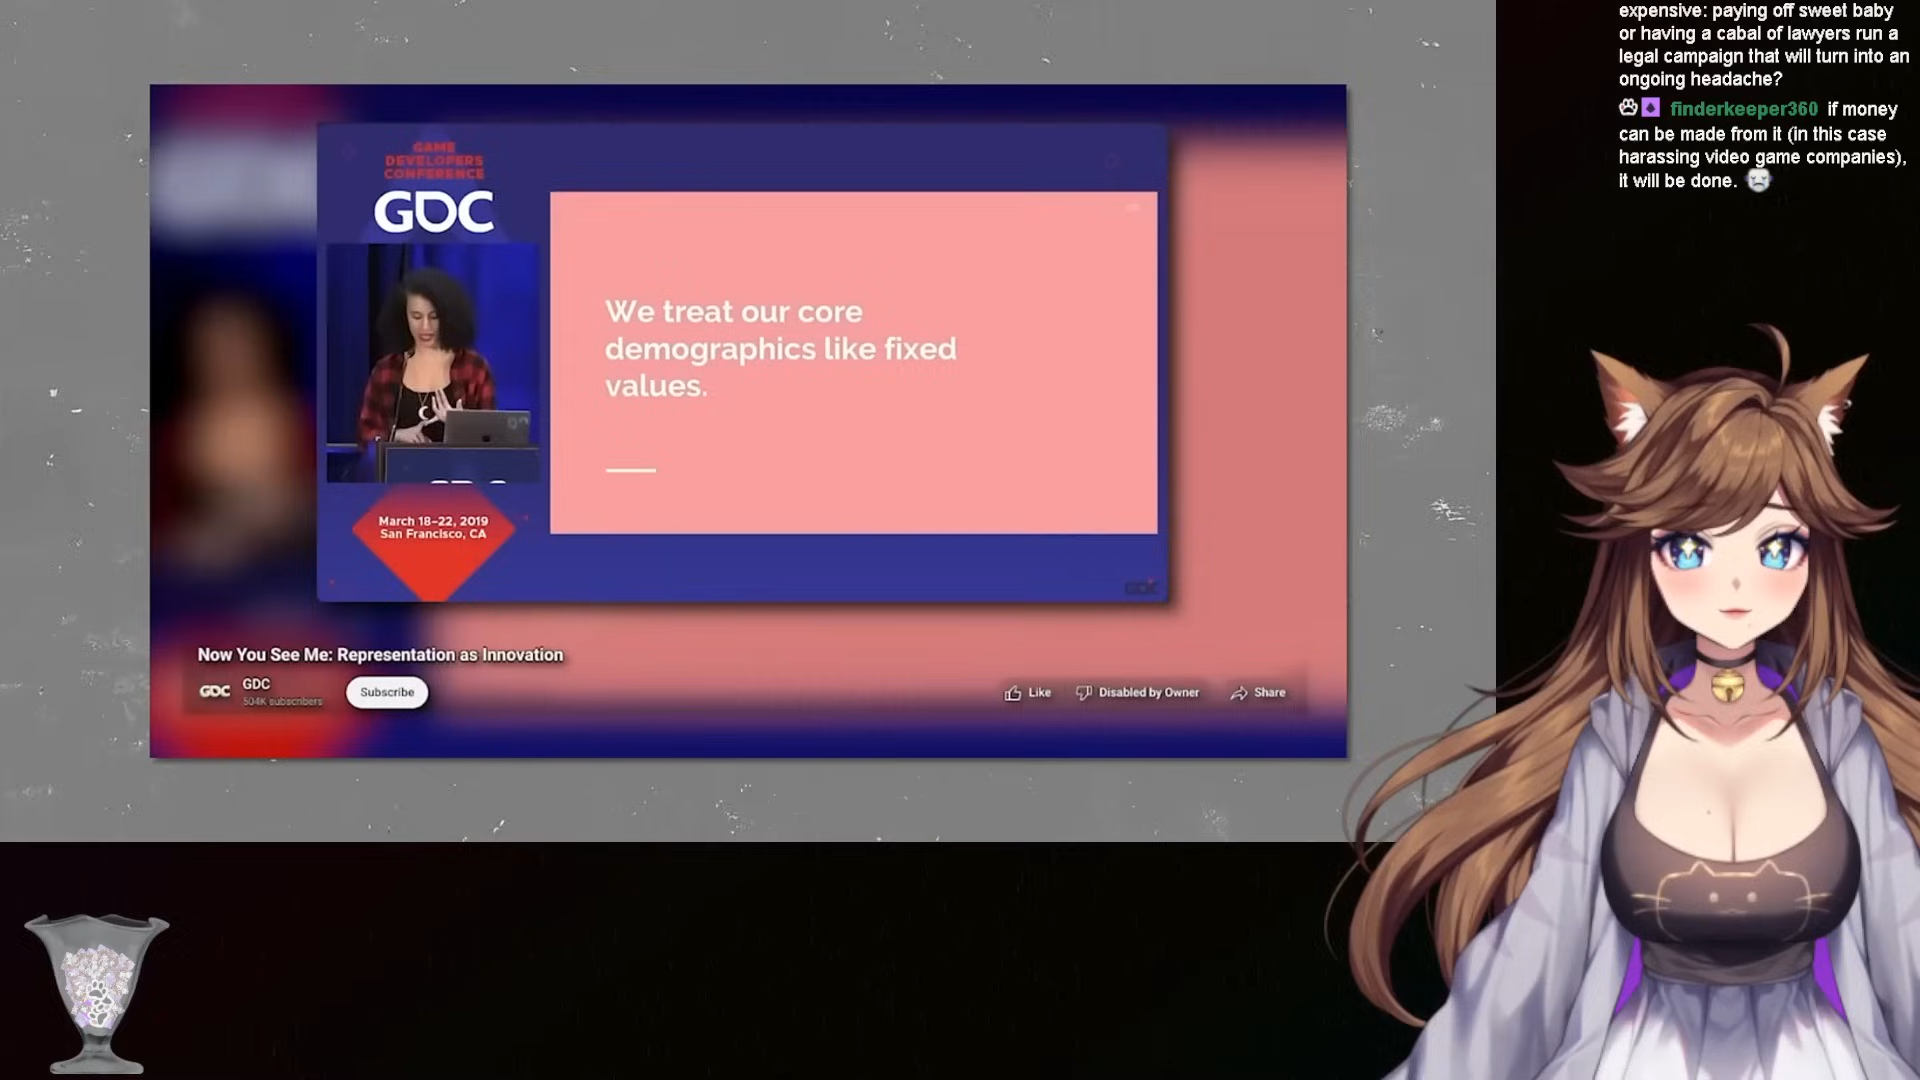 expensive: paying off sweet baby
or having a cabal of lawyers run a
legal campaign that will turn into an
ongoing headache?
finderkeeper360 if money
can be made from it (in this case
harassing video game companies),
it will be done.
GAME
DEVELOPERS
CONFERENCE
GDC
We treat our core
demographics like fixed
values.
March 18-22, 2019
San Francisco, CA
GDC
Now You See Me: Representation as Innovation
GDC
GDC
504K subscribers
Subscribe
Like
Disabled by Owner
Share